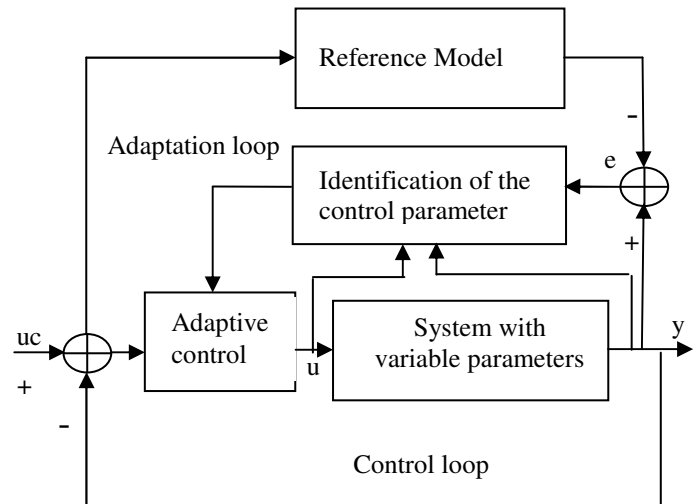 Reference Model
-
Adaptation loop
e
Identification of the
control parameter
+
uc
Adaptive
control
System with
variable parameters
y
u
+
-
Control loop